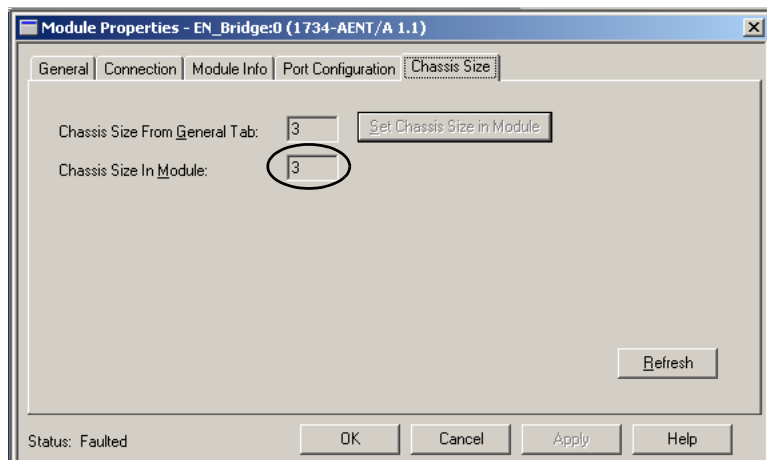 Module Properties - EN_Bridge:0 (1734-AENT/A 1.1)
General Connection Module Info Port Configuration Chassis Size
Chassis Size From General Tab: 3 Set Chassis Size in Module
Chassis Size In Module: 3
Refresh
Status: Faulted OK Cancel Apply Help